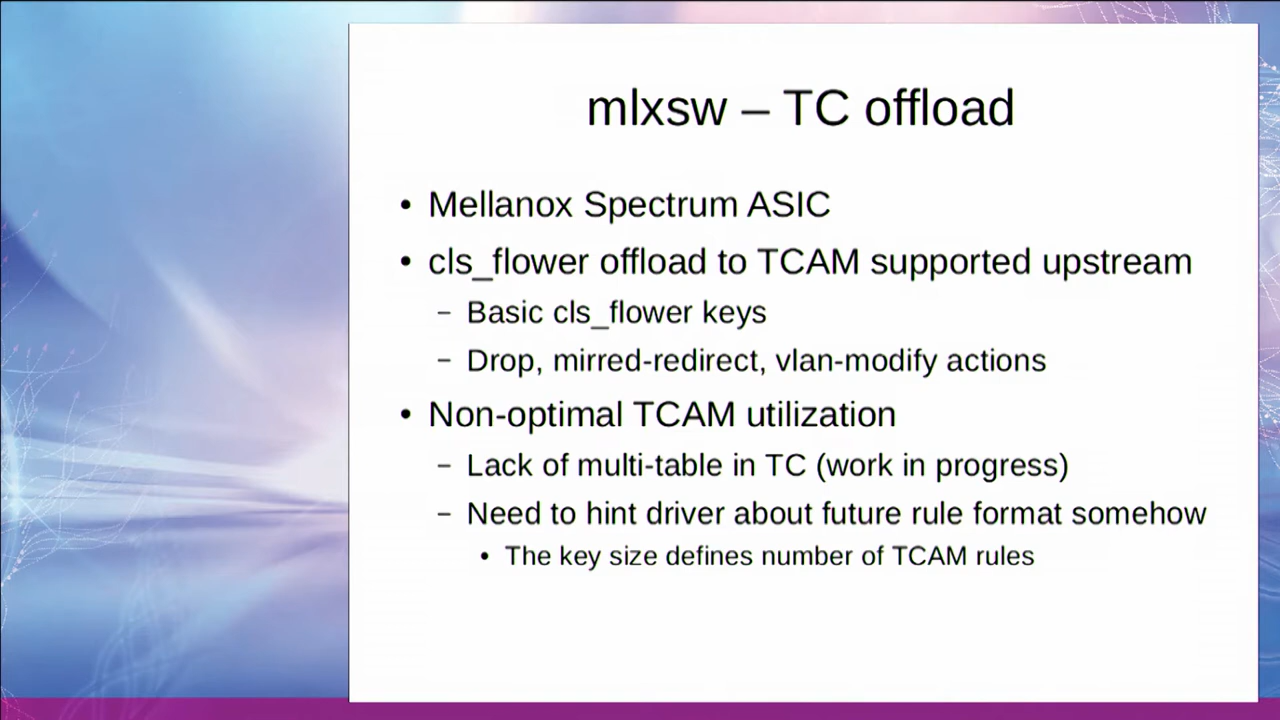 mlxsw – TC offload
• Mellanox Spectrum ASIC
• cls_flower offload to TCAM supported upstream
– Basic cls_flower keys
– Drop, mirred-redirect, vlan-modify actions
• Non-optimal TCAM utilization
– Lack of multi-table in TC (work in progress)
– Need to hint driver about future rule format somehow
• The key size defines number of TCAM rules